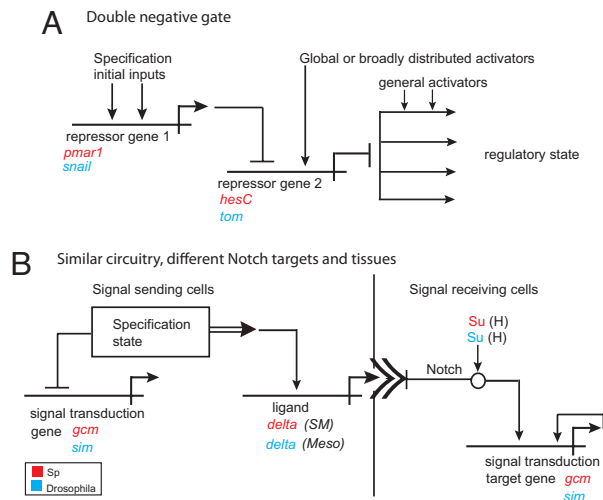 A Double negative gate
Specification
initial inputs
Global or broadly distributed activators
general activators
repressor gene 1
pmar1
snail
regulatory state
repressor gene 2
hesC
tom
B Similar circuitry, different Notch targets and tissues
Signal sending cells
Signal receiving cells
Specification
state
Su (H)
Su (H)
Notch
signal transduction
gene gcm
sim
ligand
delta (SM)
delta (Meso)
signal transduction
target gene gcm
sim
Sp
Drosophila